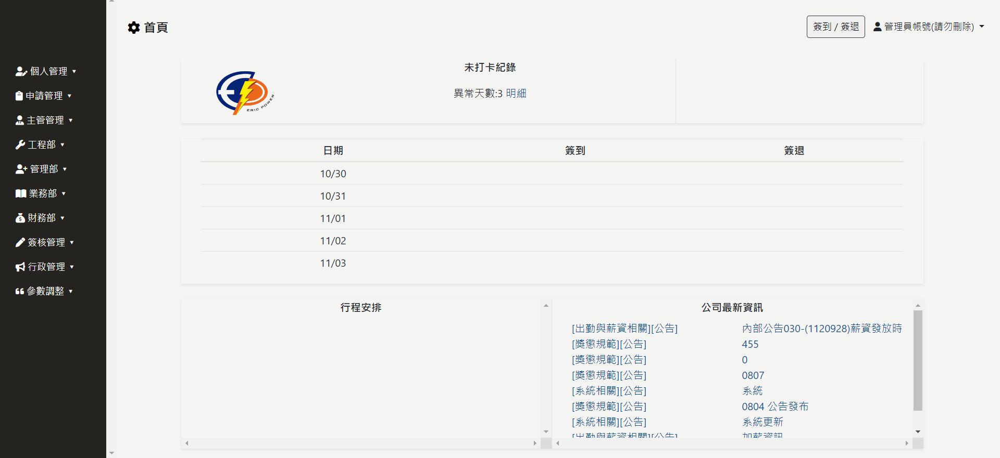 首頁
簽到 / 簽退
管理員帳號(請勿刪除)
個人管理
申請管理
主管管理
工程部
管理部
業務部
財務部
簽核管理
行政管理
參數調整
ERIC POWER
未打卡紀錄
異常天數:3 明細
日期 簽到 簽退
10/30
10/31
11/01
11/02
11/03
行程安排
公司最新資訊
[出勤與薪資相關][公告] 內部公告030-(1120928)薪資發放時
[獎懲規範][公告] 455
[獎懲規範][公告] 0
[獎懲規範][公告] 0807
[系統相關][公告] 系統
[獎懲規範][公告] 0804 公告發布
[系統相關][公告] 系統更新
[出勤與薪資相關][公告] 加薪資訊